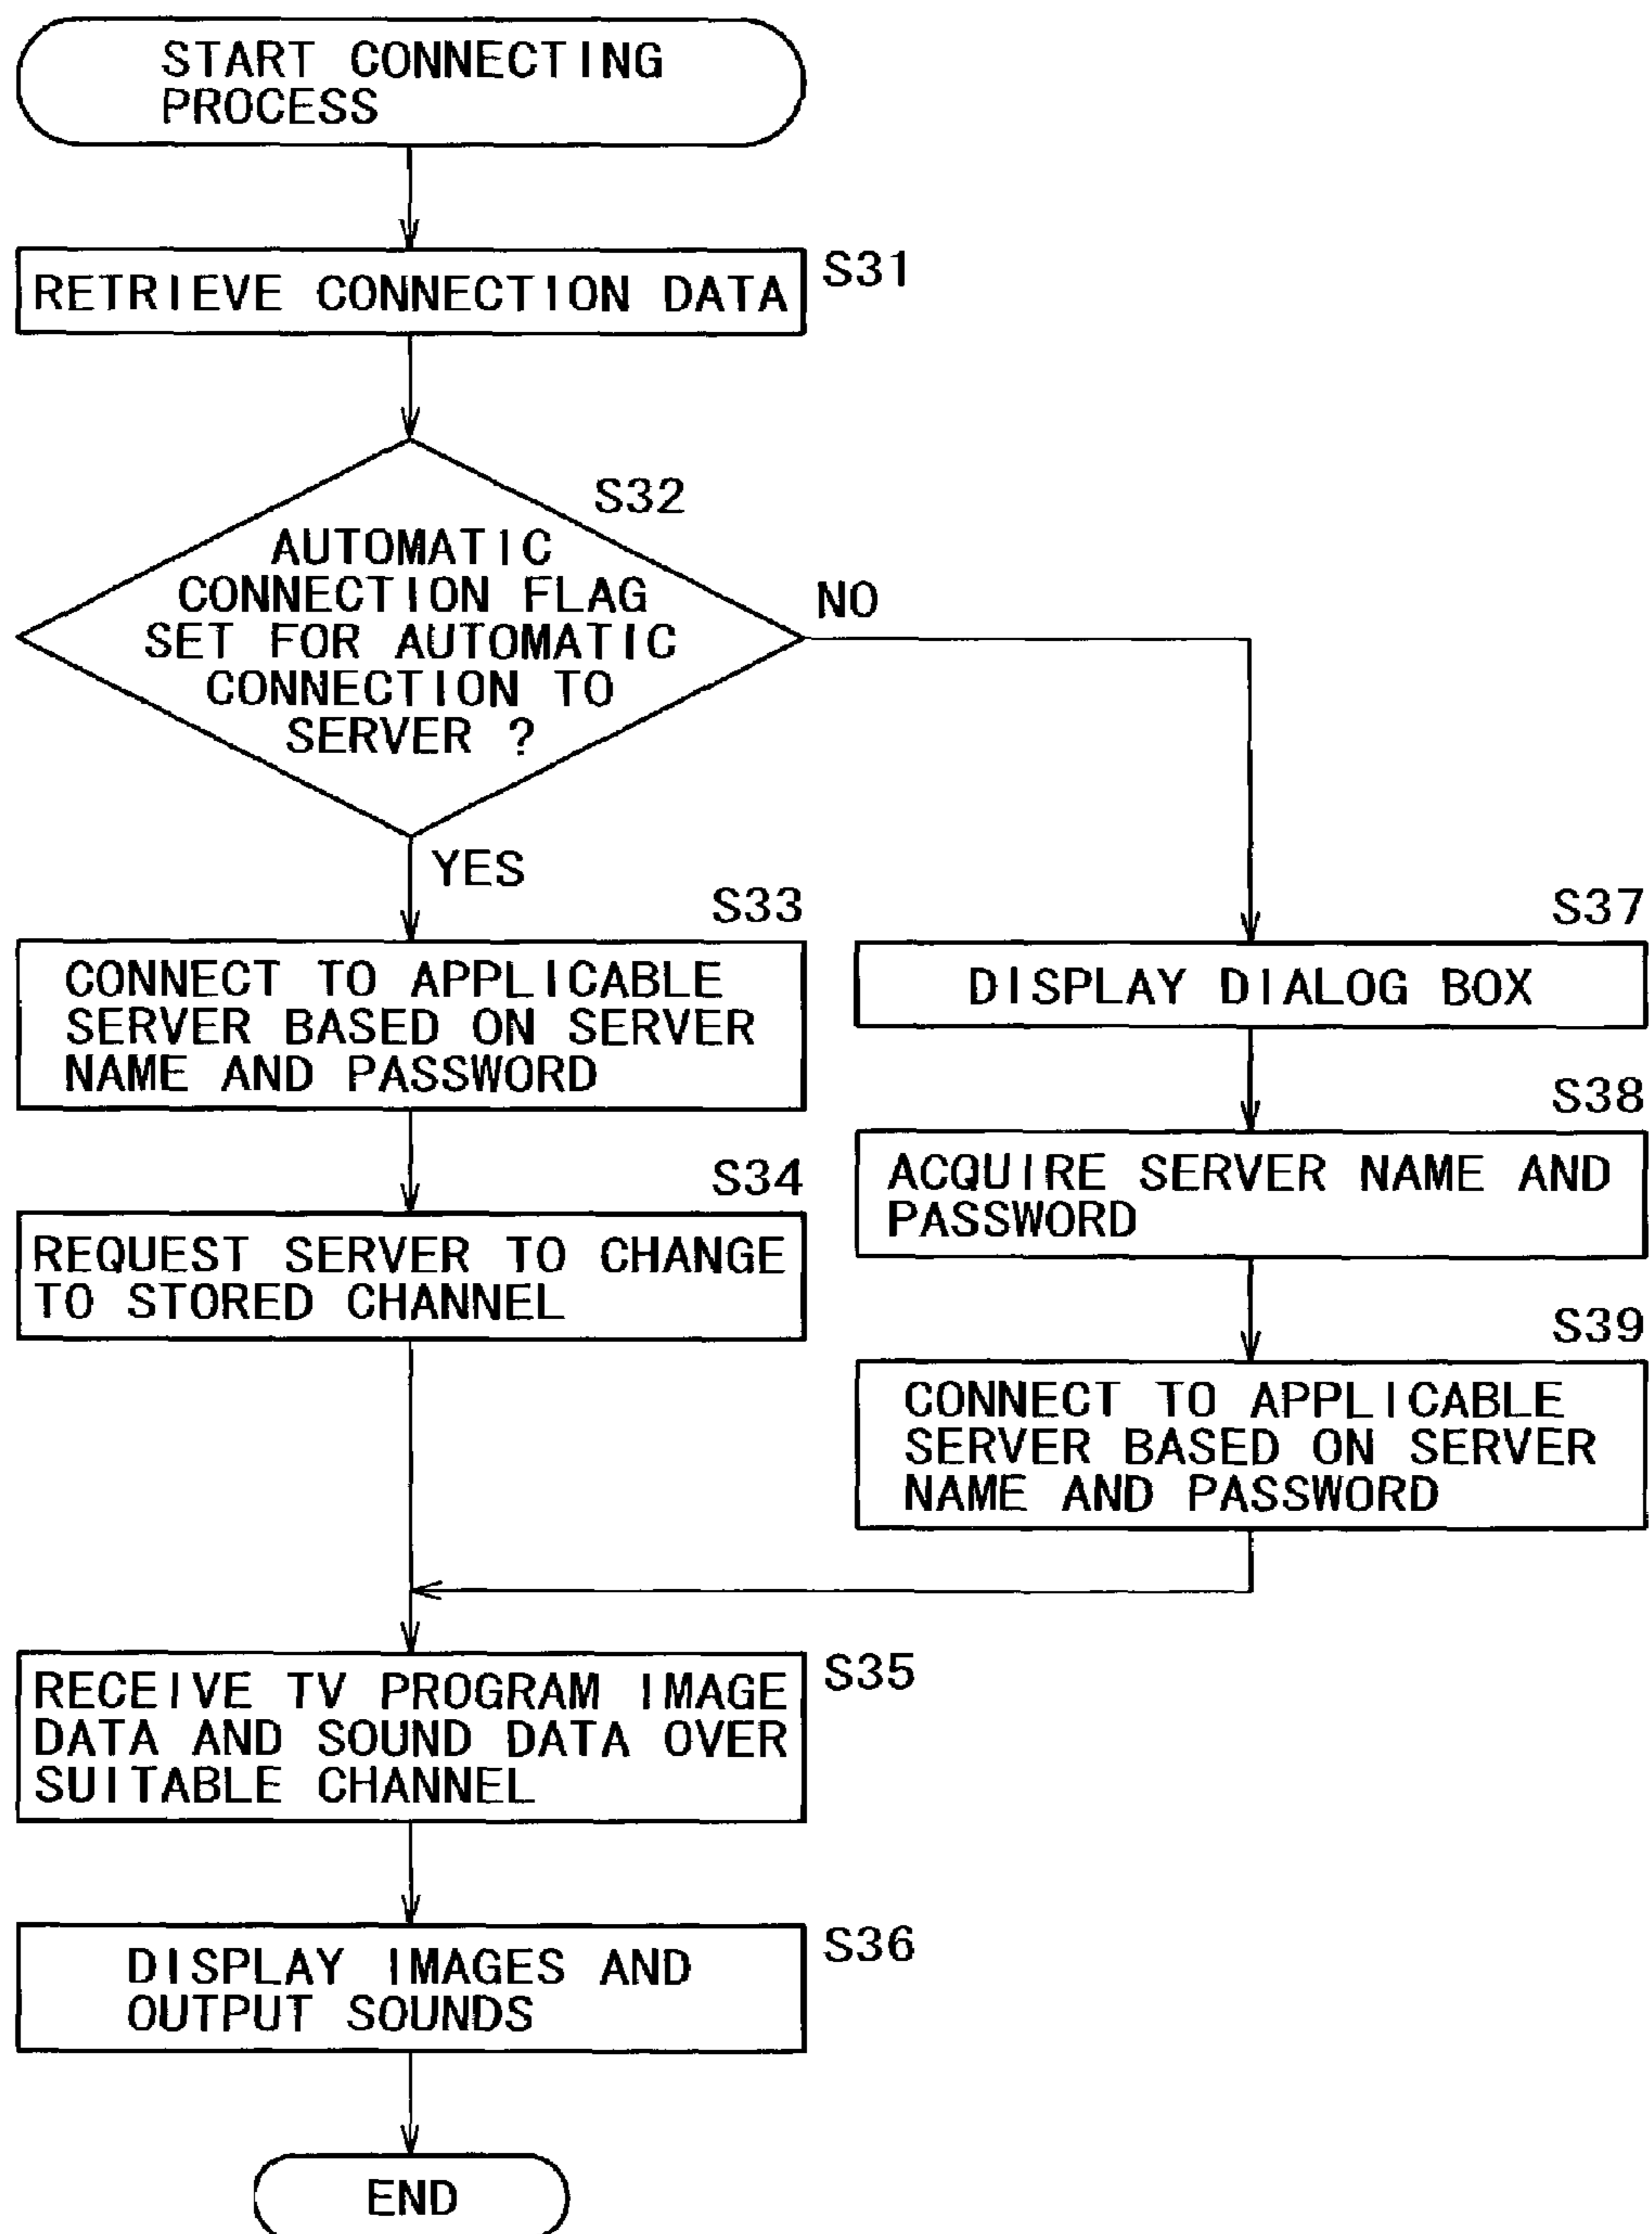 START CONNECTING
PROCESS
S31
RETRIEVE CONNECTION DATA
S32
AUTOMATIC
CONNECTION FLAG
SET FOR AUTOMATIC
CONNECTION TO
SERVER ?
NO
YES
S33
CONNECT TO APPLICABLE
SERVER BASED ON SERVER
NAME AND PASSWORD
S34
REQUEST SERVER TO CHANGE
TO STORED CHANNEL
S37
DISPLAY DIALOG BOX
S38
ACQUIRE SERVER NAME AND
PASSWORD
S39
CONNECT TO APPLICABLE
SERVER BASED ON SERVER
NAME AND PASSWORD
S35
RECEIVE TV PROGRAM IMAGE
DATA AND SOUND DATA OVER
SUITABLE CHANNEL
S36
DISPLAY IMAGES AND
OUTPUT SOUNDS
END